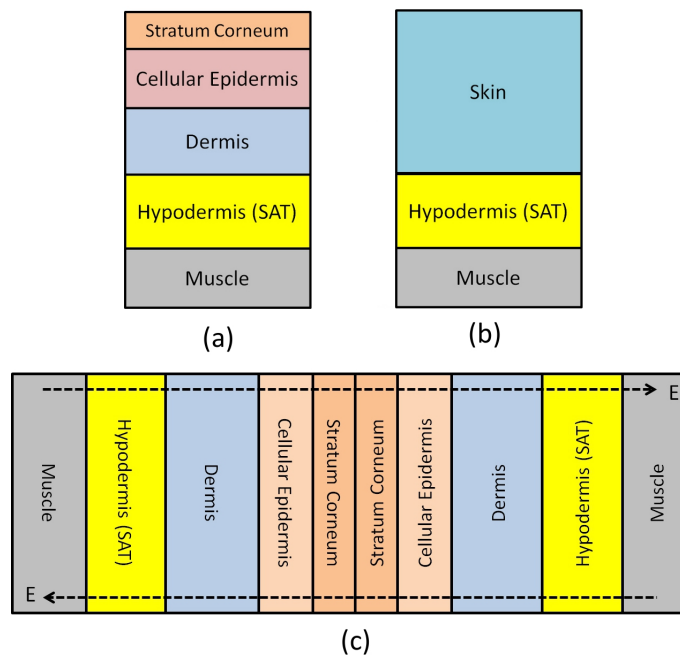 Stratum Corneum
Cellular Epidermis
Dermis
Hypodermis (SAT)
Muscle
(a)
Skin
Hypodermis (SAT)
Muscle
(b)
E
Muscle
Hypodermis (SAT)
Dermis
Cellular Epidermis
Stratum Corneum
Stratum Corneum
Cellular Epidermis
Dermis
Hypodermis (SAT)
Muscle
E
(c)